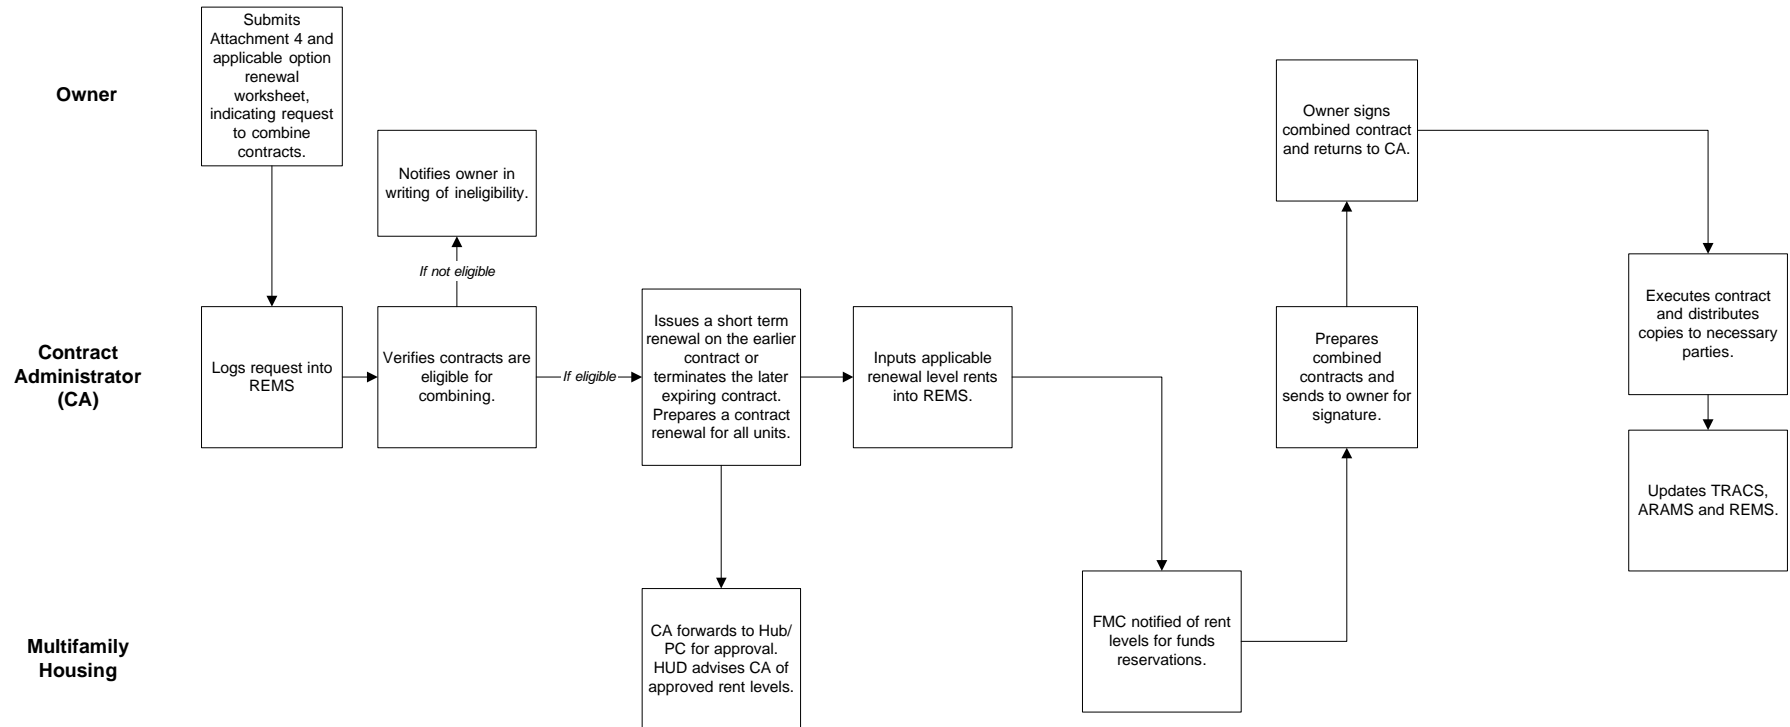 Owner
Submits
Attachment 4 and
applicable option
renewal
worksheet,
indicating request
to combine
contracts.
Notifies owner in
writing of ineligibility.
Owner signs
combined contract
and returns to CA.
Contract
Administrator
(CA)
Logs request into
REMS
Verifies contracts are
eligible for
combining.
If not eligible
If eligible
Issues a short term
renewal on the earlier
contract or
terminates the later
expiring contract.
Prepares a contract
renewal for all units.
Inputs applicable
renewal level rents
into REMS.
Prepares
combined
contracts and
sends to owner for
signature.
Executes contract
and distributes
copies to necessary
parties.
Updates TRACS,
ARAMS and REMS.
Multifamily
Housing
CA forwards to Hub/
PC for approval.
HUD advises CA of
approved rent levels.
FMC notified of rent
levels for funds
reservations.